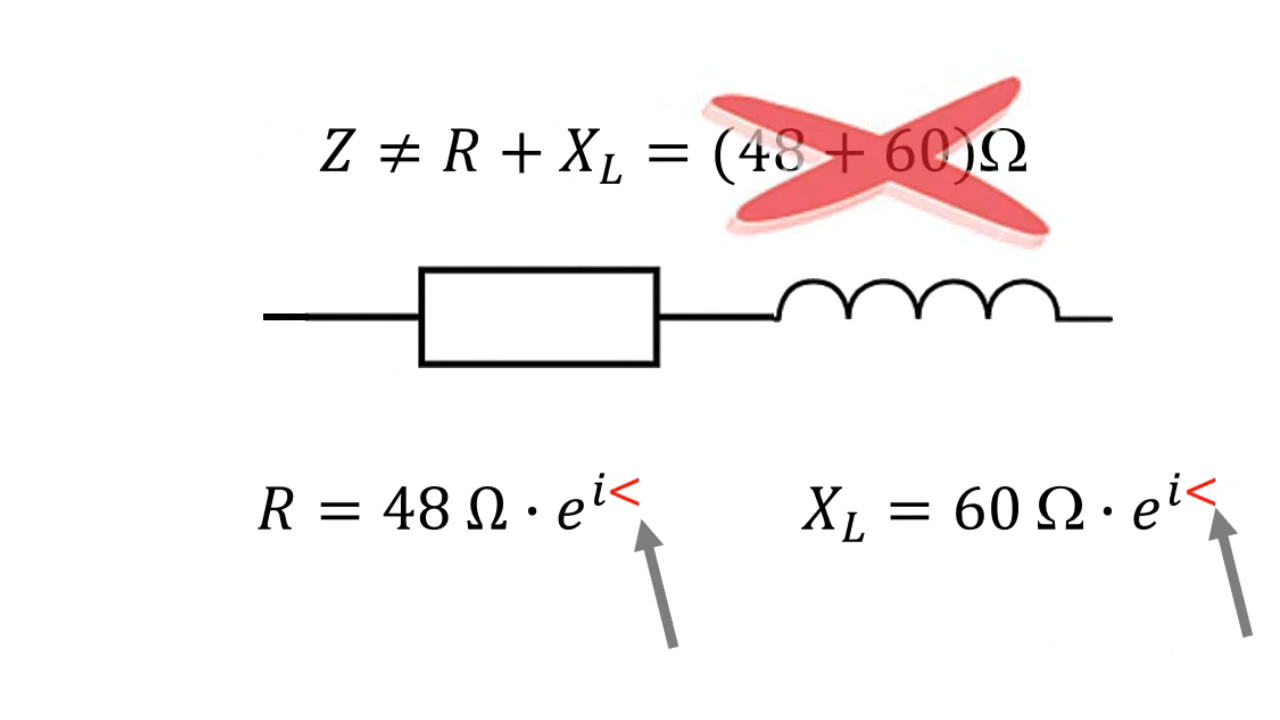 Z ≠ R + X_L = (48 + 60)Ω
R = 48 Ω · e^{i<}
X_L = 60 Ω · e^{i<}